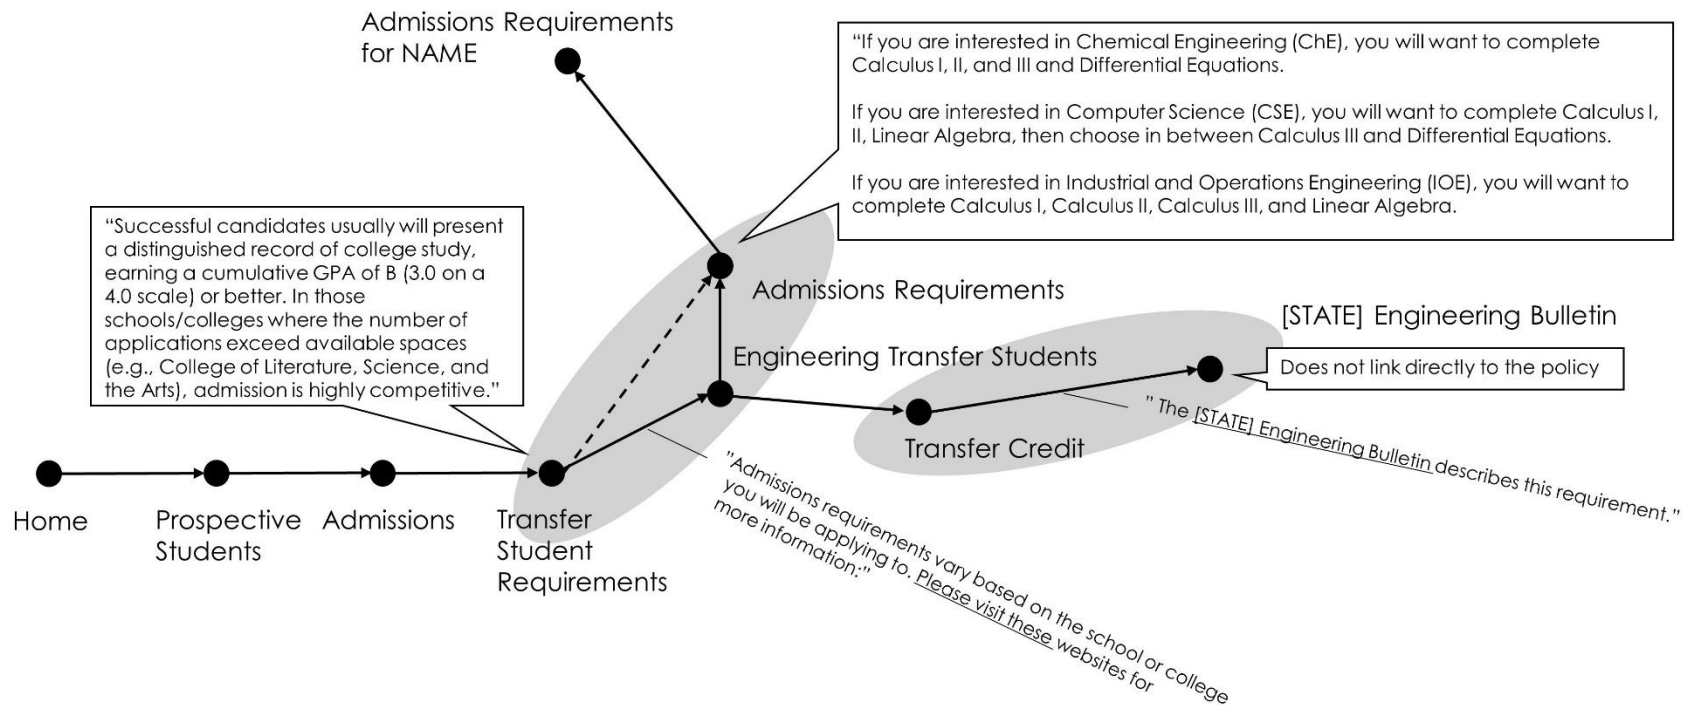 Admissions Requirements
for NAME
“If you are interested in Chemical Engineering (ChE), you will want to complete
Calculus I, II, and III and Differential Equations.
If you are interested in Computer Science (CSE), you will want to complete Calculus I,
II, Linear Algebra, then choose in between Calculus III and Differential Equations.
If you are interested in Industrial and Operations Engineering (IOE), you will want to
complete Calculus I, Calculus II, Calculus III, and Linear Algebra.
“Successful candidates usually will present
a distinguished record of college study,
earning a cumulative GPA of B (3.0 on a
4.0 scale) or better. In those
schools/colleges where the number of
applications exceed available spaces
(e.g., College of Literature, Science, and
the Arts), admission is highly competitive.”
Admissions Requirements
[STATE] Engineering Bulletin
Engineering Transfer Students
Does not link directly to the policy
Transfer Credit
” The [STATE] Engineering Bulletin describes this requirement.”
Home
Prospective
Students
Admissions
Transfer
Student
Requirements
”Admissions requirements vary based on the school or college
you will be applying to. Please visit these websites for
more information:”